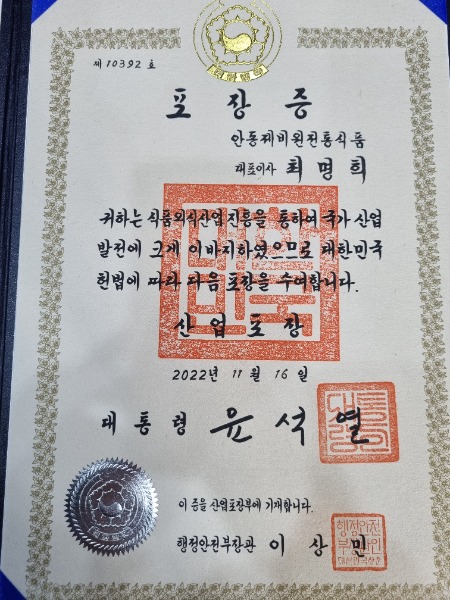 제 10392 호
포장증
안동제비원전통식품
대표이사 최명희
귀하는 식품외식산업 진흥을 통하여 국가 산업
발전에 크게 이바지하였으므로 대한민국
헌법에 따라 다음 포장을 수여합니다.
산업포장
2022년 11월 16일
대통령 윤석열
이 증을 산업포장부에 기재합니다.
행정안전부장관 이상민